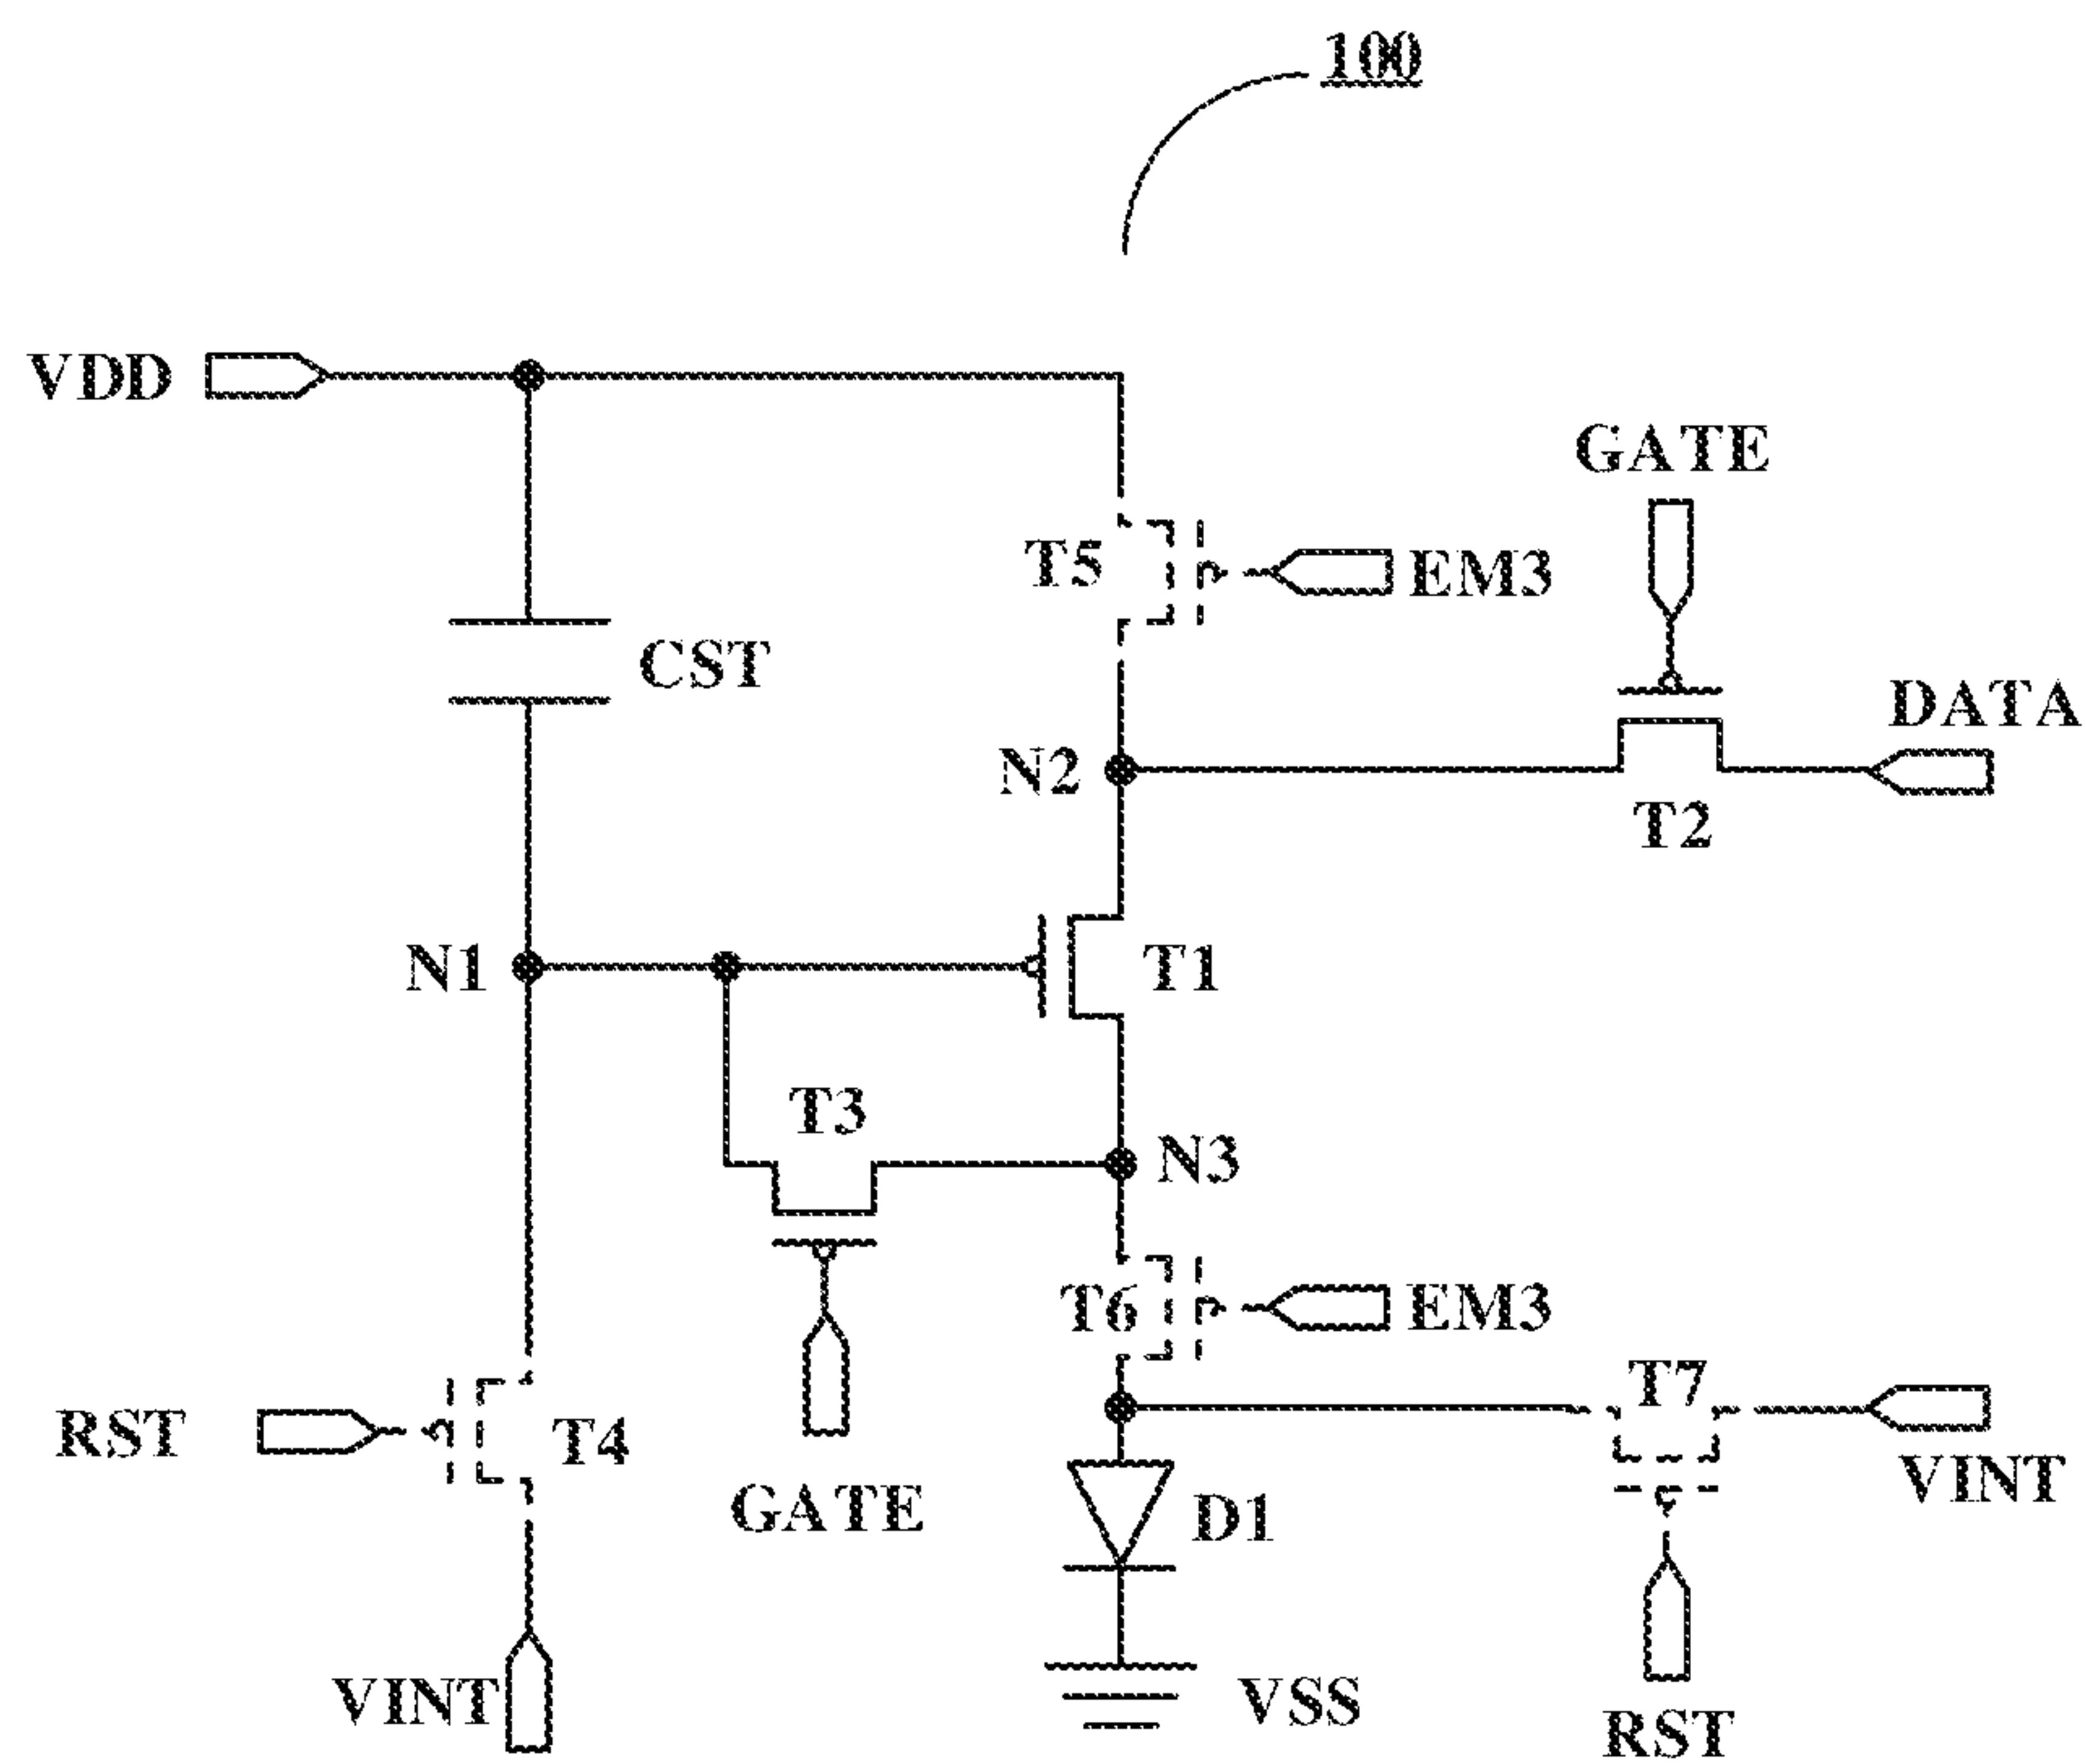 100
VDD
GATE
T5
EM3
CST
DATA
N2
T2
N1
T1
T3
N3
T6
EM3
T7
RST
T4
VINT
GATE
D1
VINT
VSS
RST